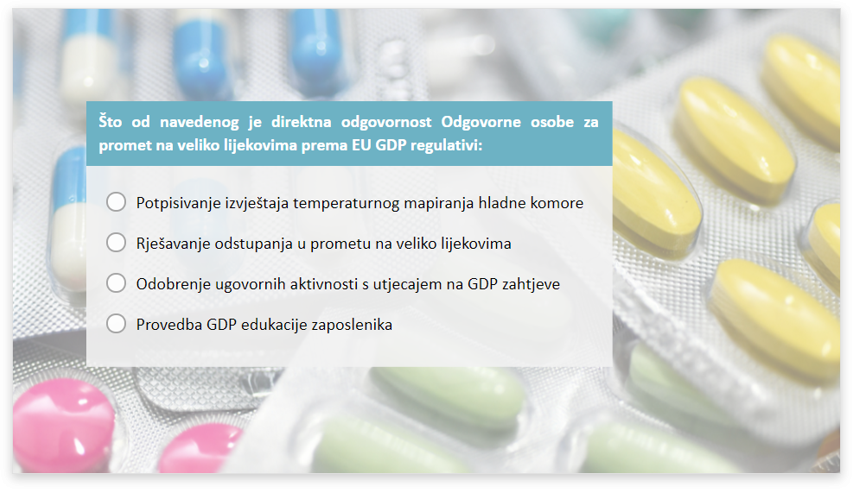 Što od navedenog je direktna odgovornost Odgovorne osobe za
promet na veliko lijekovima prema EU GDP regulativi:
Potpisivanje izvještaja temperaturnog mapiranja hladne komore
Rješavanje odstupanja u prometu na veliko lijekovima
Odobrenje ugovornih aktivnosti s utjecajem na GDP zahtjeve
Provedba GDP edukacije zaposlenika